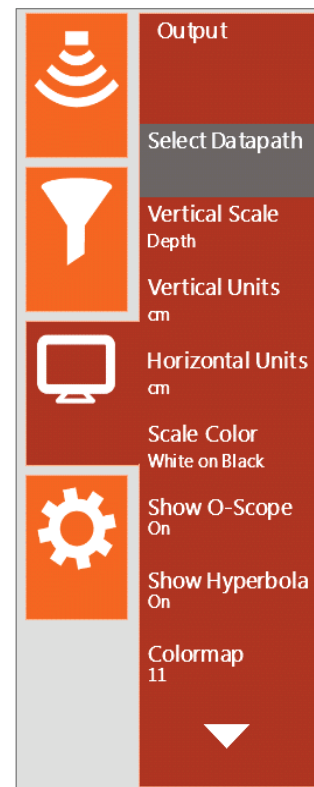 Output
Select Datapath
Vertical Scale
Depth
Vertical Units
cm
Horizontal Units
cm
Scale Color
White on Black
Show O-Scope
On
Show Hyperbola
On
Colormap
11